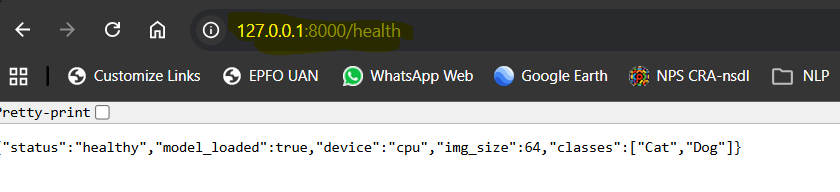 127.0.0.1:8000/health
Customize Links EPFO UAN WhatsApp Web Google Earth NPS CRA-nsdl NLP
Pretty-print
{"status":"healthy","model_loaded":true,"device":"cpu","img_size":64,"classes":["Cat","Dog"]}